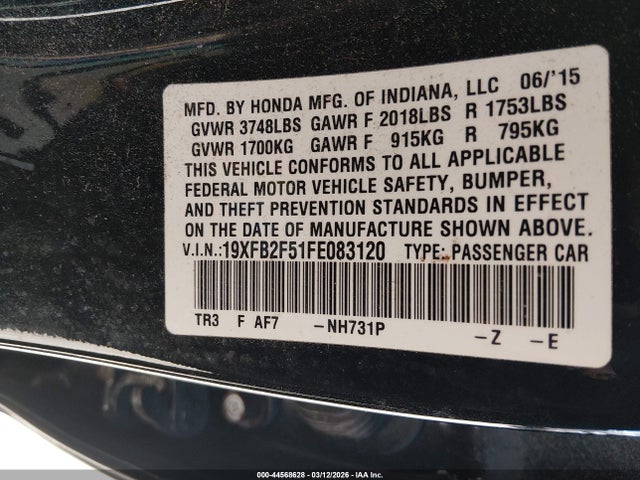 MFD. BY HONDA MFG. OF INDIANA, LLC 06/'15
GVWR 3748LBS GAWR F 2018LBS R 1753LBS
GVWR 1700KG GAWR F 915KG R 795KG
THIS VEHICLE CONFORMS TO ALL APPLICABLE
FEDERAL MOTOR VEHICLE SAFETY, BUMPER,
AND THEFT PREVENTION STANDARDS IN EFFECT
ON THE DATE OF MANUFACTURE SHOWN ABOVE.
V.I.N.:19XFB2F51FE083120 TYPE: PASSENGER CAR
TR3 F AF7 -NH731P -Z -E
000-44568628 - 03/12/2026 - IAA Inc.